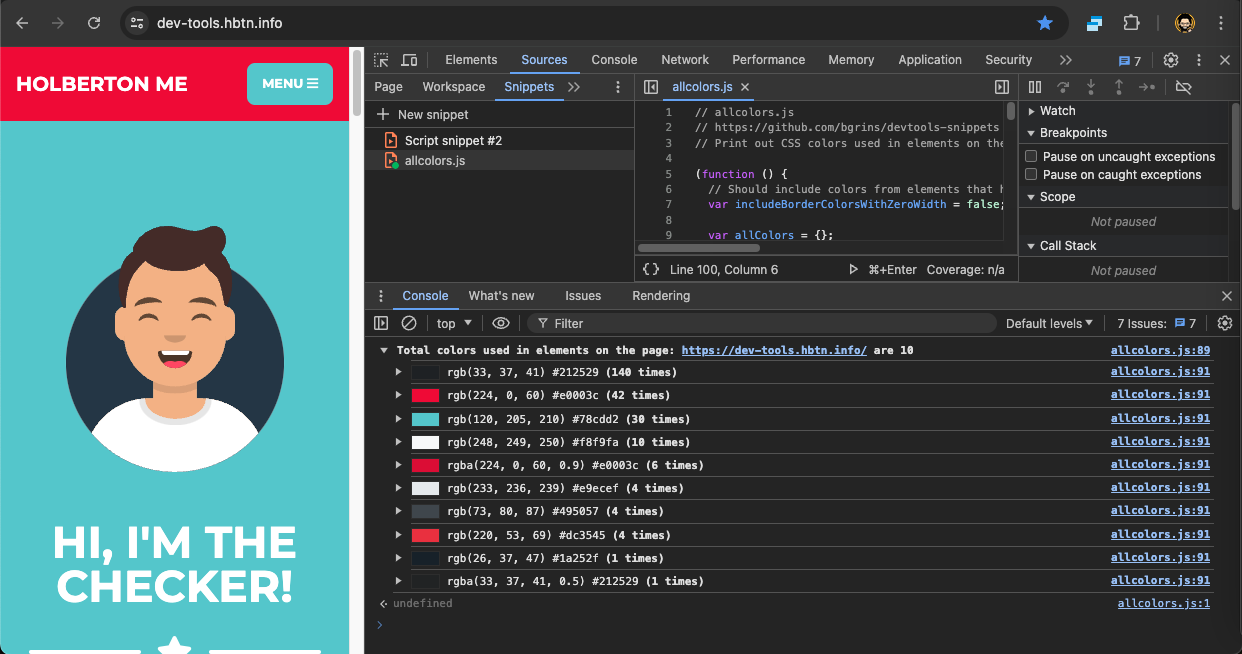 dev-tools.hbtn.info
HOLBERTON ME
MENU
HI, I'M THE
CHECKER!
Elements Sources Console Network Performance Memory Application Security 7
Page Workspace Snippets
New snippet
Script snippet #2
allcolors.js
allcolors.js
1 // allcolors.js
2 // https://github.com/bgrins/devtools-snippets
3 // Print out CSS colors used in elements on the
4
5 (function () {
6 // Should include colors from elements that h
7 var includeBorderColorsWithZeroWidth = false;
8
9 var allColors = {};
{} Line 100, Column 6 ⌘+Enter Coverage: n/a
Watch
Breakpoints
Pause on uncaught exceptions
Pause on caught exceptions
Scope
Not paused
Call Stack
Not paused
Console What's new Issues Rendering
top Filter Default levels 7 Issues: 7
Total colors used in elements on the page: https://dev-tools.hbtn.info/ are 10 allcolors.js:89
rgb(33, 37, 41) #212529 (140 times) allcolors.js:91
rgb(224, 0, 60) #e0003c (42 times) allcolors.js:91
rgb(120, 205, 210) #78cdd2 (30 times) allcolors.js:91
rgb(248, 249, 250) #f8f9fa (10 times) allcolors.js:91
rgba(224, 0, 60, 0.9) #e0003c (6 times) allcolors.js:91
rgb(233, 236, 239) #e9ecef (4 times) allcolors.js:91
rgb(73, 80, 87) #495057 (4 times) allcolors.js:91
rgb(220, 53, 69) #dc3545 (4 times) allcolors.js:91
rgb(26, 37, 47) #1a252f (1 times) allcolors.js:91
rgba(33, 37, 41, 0.5) #212529 (1 times) allcolors.js:91
undefined allcolors.js:1